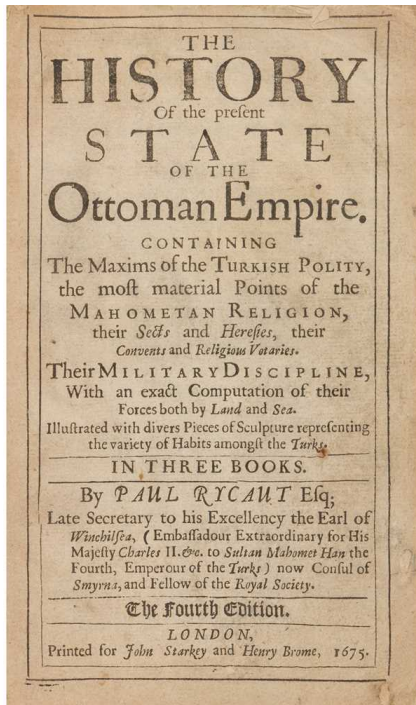 THE
HISTORY
Of the preſent
STATE
OF THE
Ottoman Empire.
CONTAINING
The Maxims of the TURKISH POLITY,
the moſt material Points of the
MAHOMETAN RELIGION,
their Sects and Hereſies, their
Convents and Religious Votaries.
Their MILITARY DISCIPLINE,
With an exact Computation of their
Forces both by Land and Sea.
Illuſtrated with divers Pieces of Sculpture repreſenting
the variety of Habits amongſt the Turks.
IN THREE BOOKS.
By PAUL RYCAUT Eſq;
Late Secretary to his Excellency the Earl of
Winchilſea, (Embaſſadour Extraordinary for His
Majeſty Charles II. &c. to Sultan Mahomet Han the
Fourth, Emperour of the Turks) now Conſul of
Smyrna, and Fellow of the Royal Society.
The Fourth Edition.
LONDON,
Printed for John Starkey and Henry Brome, 1675.